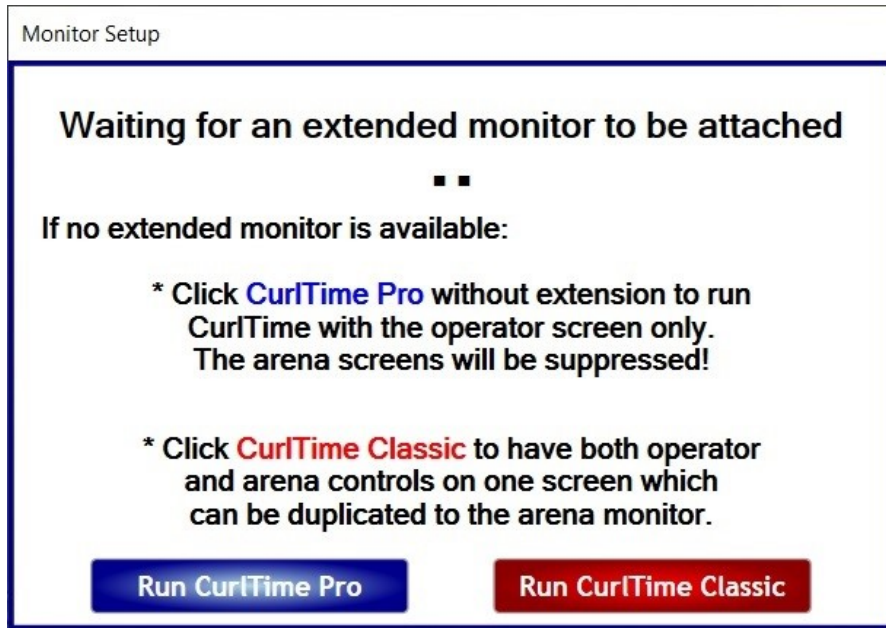 Monitor Setup
Waiting for an extended monitor to be attached
..
If no extended monitor is available:
* Click CurlTime Pro without extension to run
CurlTime with the operator screen only.
The arena screens will be suppressed!
* Click CurlTime Classic to have both operator
and arena controls on one screen which
can be duplicated to the arena monitor.
Run CurlTime Pro
Run CurlTime Classic